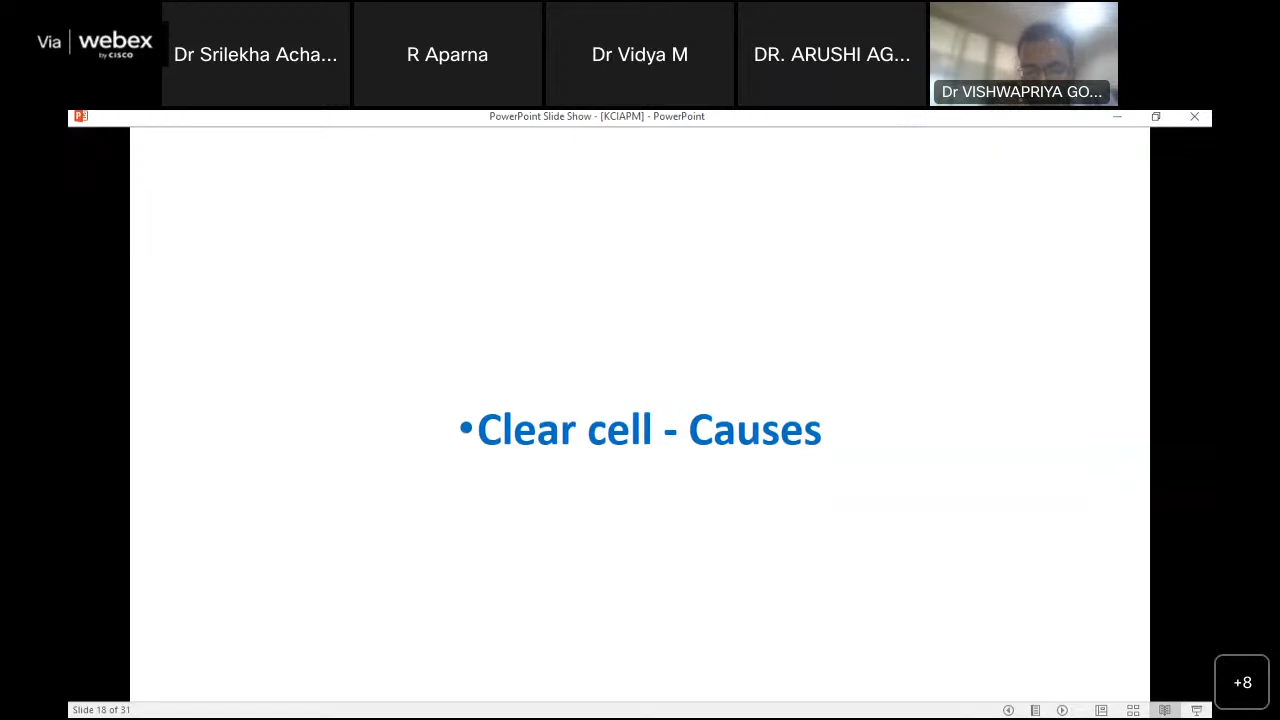 Via webex
by CISCO
Dr Srilekha Acha...
R Aparna
Dr Vidya M
DR. ARUSHI AG...
Dr VISHWAPRIYA GO...
PowerPoint Slide Show - [KCIAPM] - PowerPoint
•Clear cell - Causes
Slide 18 of 31
+8